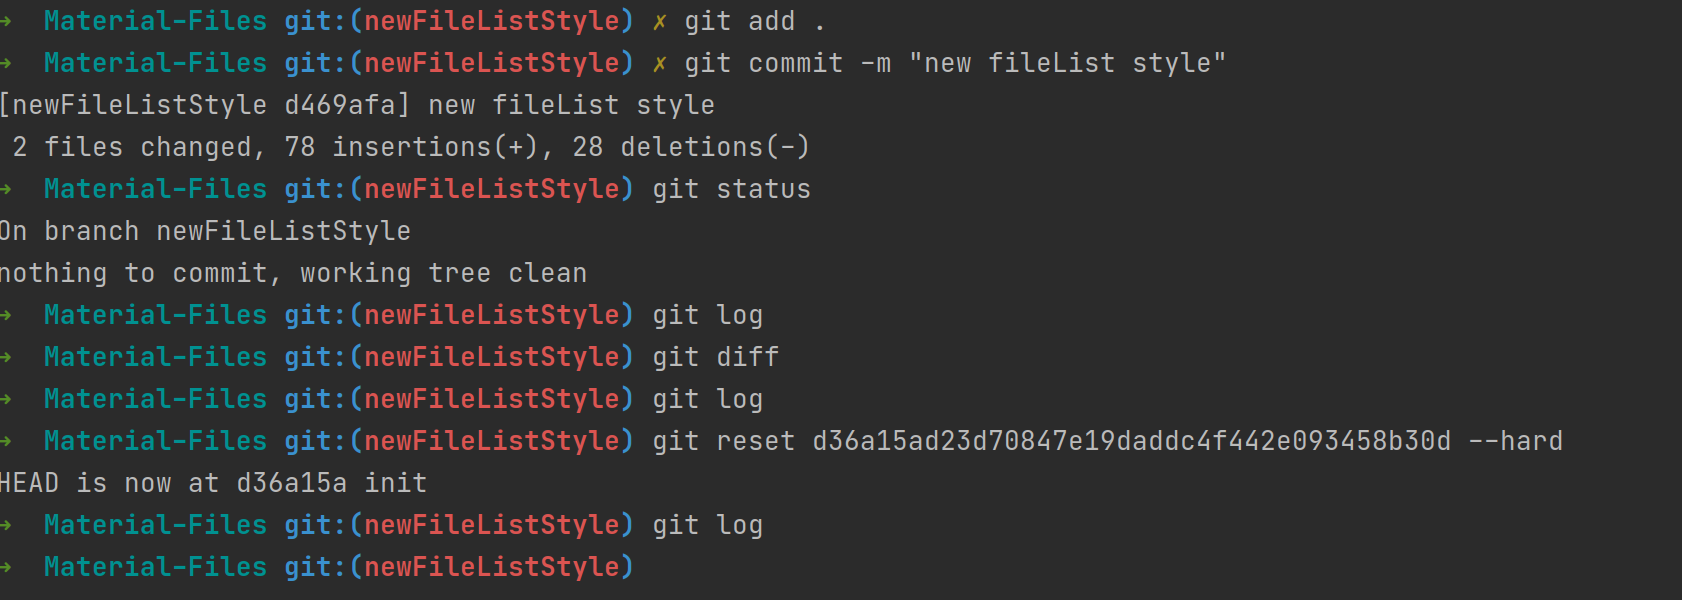 → Material-Files git:(newFileListStyle) ✗ git add .
→ Material-Files git:(newFileListStyle) ✗ git commit -m "new fileList style"
[newFileListStyle d469afa] new fileList style
2 files changed, 78 insertions(+), 28 deletions(-)
→ Material-Files git:(newFileListStyle) git status
On branch newFileListStyle
nothing to commit, working tree clean
→ Material-Files git:(newFileListStyle) git log
→ Material-Files git:(newFileListStyle) git diff
→ Material-Files git:(newFileListStyle) git log
→ Material-Files git:(newFileListStyle) git reset d36a15ad23d70847e19daddc4f442e093458b30d --hard
HEAD is now at d36a15a init
→ Material-Files git:(newFileListStyle) git log
→ Material-Files git:(newFileListStyle)